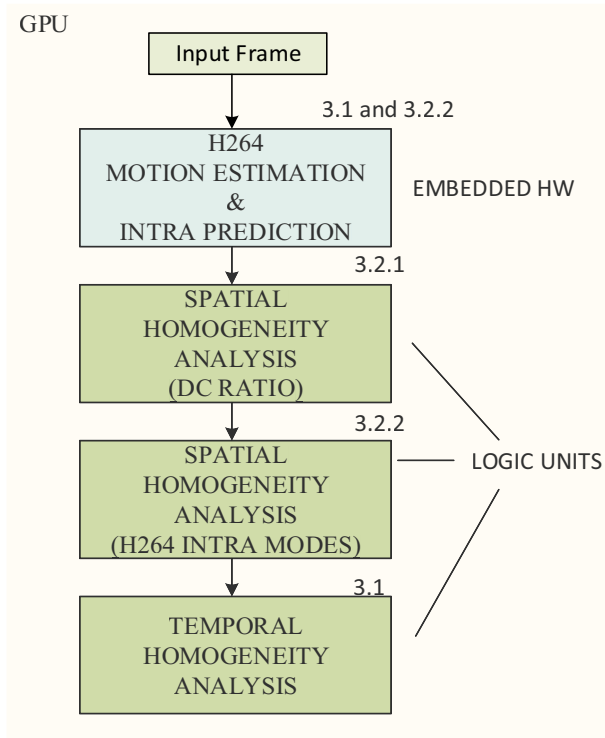 GPU
Input Frame
3.1 and 3.2.2
H264
MOTION ESTIMATION
&
INTRA PREDICTION
EMBEDDED HW
3.2.1
SPATIAL
HOMOGENEITY
ANALYSIS
(DC RATIO)
3.2.2
SPATIAL
HOMOGENEITY
ANALYSIS
(H264 INTRA MODES)
LOGIC UNITS
3.1
TEMPORAL
HOMOGENEITY
ANALYSIS